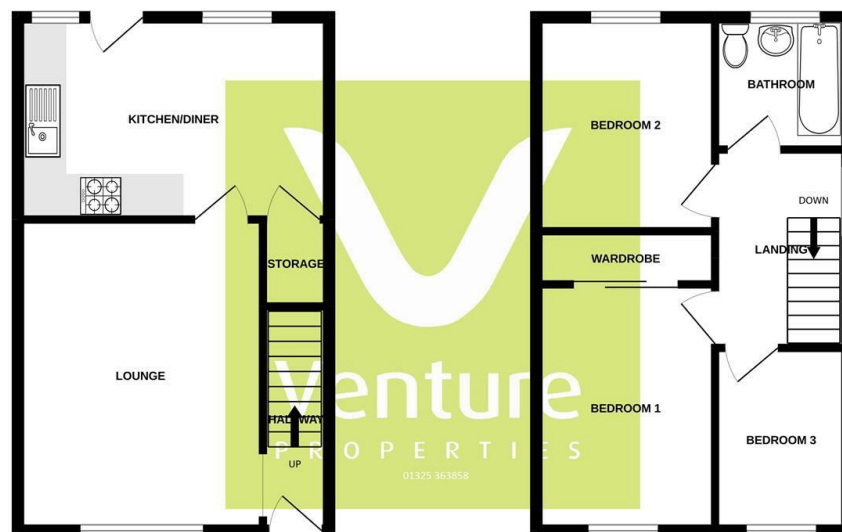 KITCHEN/DINER
STORAGE
LOUNGE
HALLWAY
UP
BATHROOM
BEDROOM 2
DOWN
LANDING
WARDROBE
BEDROOM 1
BEDROOM 3
Venture
PROPERTIES
01325 363858